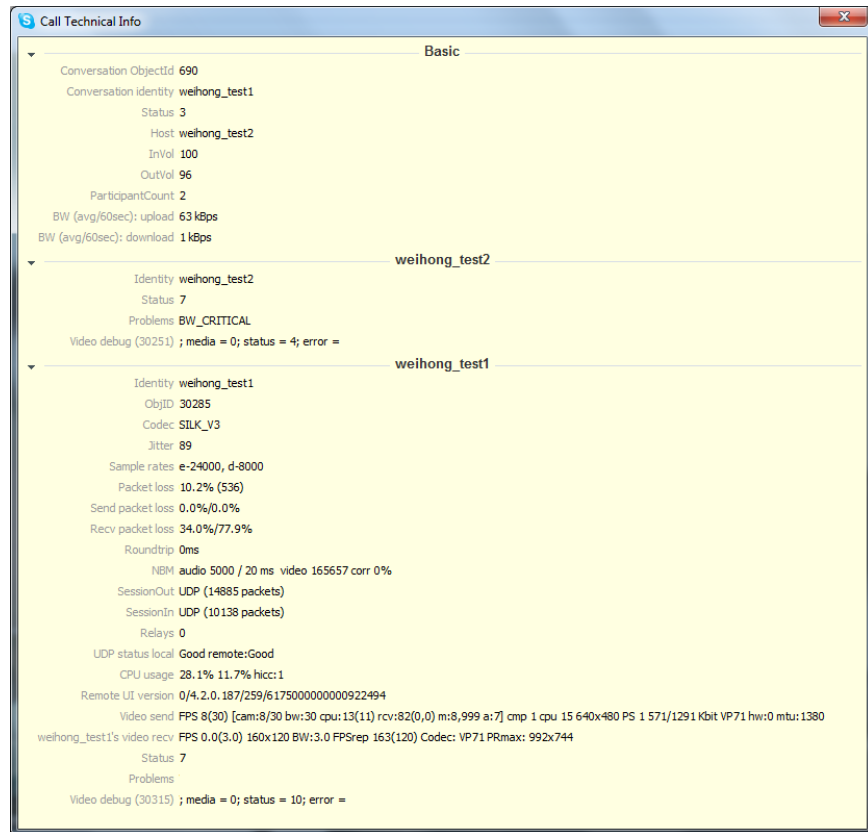 Call Technical Info
Basic
Conversation ObjectId 690
Conversation identity weihong_test1
Status 3
Host weihong_test2
InVol 100
OutVol 96
ParticipantCount 2
BW (avg/60sec): upload 63 kBps
BW (avg/60sec): download 1 kBps
weihong_test2
Identity weihong_test2
Status 7
Problems BW_CRITICAL
Video debug (30251) ; media = 0; status = 4; error =
weihong_test1
Identity weihong_test1
ObjID 30285
Codec SILK_V3
Jitter 89
Sample rates e-24000, d-8000
Packet loss 10.2% (536)
Send packet loss 0.0%/0.0%
Recv packet loss 34.0%/77.9%
Roundtrip 0ms
NBM audio 5000 / 20 ms video 165657 corr 0%
SessionOut UDP (14885 packets)
SessionIn UDP (10138 packets)
Relays 0
UDP status local Good remote:Good
CPU usage 28.1% 11.7% hicc:1
Remote UI version 0/4.2.0.187/259/6175000000000922494
Video send FPS 8(30) [cam:8/30 bw:30 cpu:13(11) rcv:82(0,0) m:8,999 a:7] cmp 1 cpu 15 640x480 PS 1 571/1291 Kbit VP71 hw:0 mtu:1380
weihong_test1's video recv FPS 0.0(3.0) 160x120 BW:3.0 FPSrep 163(120) Codec: VP71 PRmax: 992x744
Status 7
Problems
Video debug (30315) ; media = 0; status = 10; error =